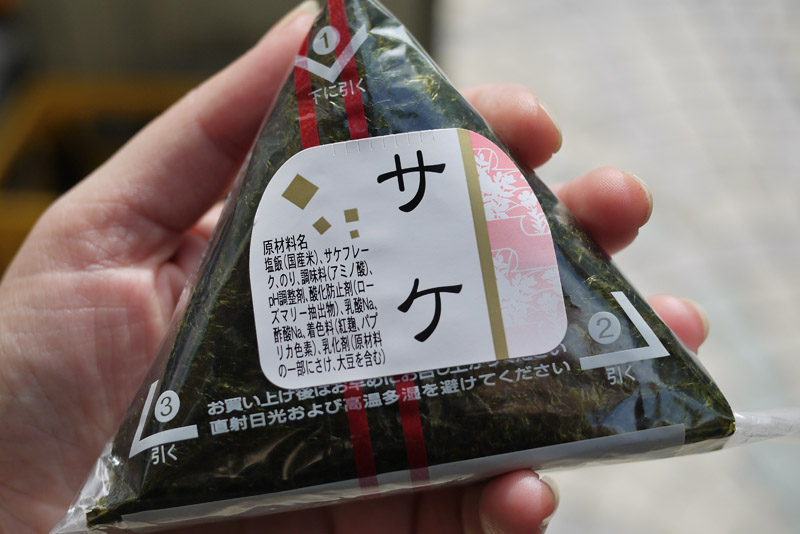 1
下に引く
サケ
原材料名
塩飯(国産米)、サケフレー
ク、のり、調味料(アミノ酸)、
pH調整剤、酸化防止剤(ロー
ズマリー抽出物)、乳酸Na、
酢酸Na、着色料(紅麹、パプ
リカ色素)、乳化剤(原材料
の一部にさけ、大豆を含む)
2
引く
3
引く
お買い上げ後はお早めにお召し上がりください
直射日光および高温多湿を避けてください